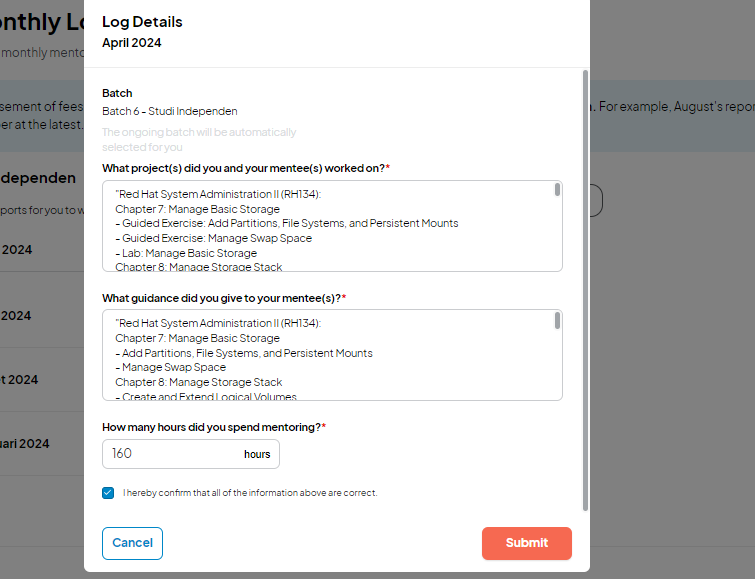 Log Details
April 2024
Batch
Batch 6 - Studi Independen
The ongoing batch will be automatically
selected for you
What project(s) did you and your mentee(s) worked on?*
"Red Hat System Administration II (RH134):
Chapter 7: Manage Basic Storage
- Guided Exercise: Add Partitions, File Systems, and Persistent Mounts
- Guided Exercise: Manage Swap Space
- Lab: Manage Basic Storage
Chapter 8: Manage Storage Stack
What guidance did you give to your mentee(s)?*
"Red Hat System Administration II (RH134):
Chapter 7: Manage Basic Storage
- Add Partitions, File Systems, and Persistent Mounts
- Manage Swap Space
Chapter 8: Manage Storage Stack
- Create and Extend Logical Volumes
How many hours did you spend mentoring?*
160 hours
I hereby confirm that all of the information above are correct.
Cancel Submit
nthly Lo
monthly mento
sement of fees
. For example, August's repor
er at the latest.
dependen
ports for you to w
2024
2024
t 2024
uari 2024